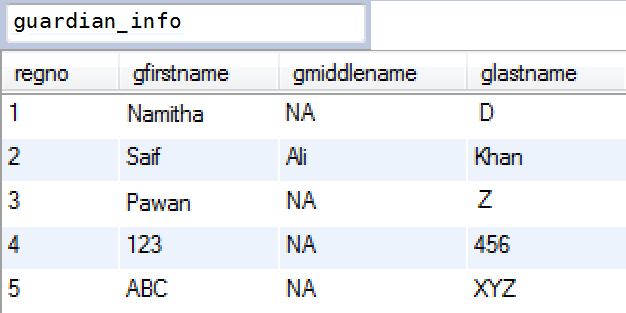 guardian_info
regno gfirstname gmiddlename glastname
1 Namitha NA D
2 Saif Ali Khan
3 Pawan NA Z
4 123 NA 456
5 ABC NA XYZ